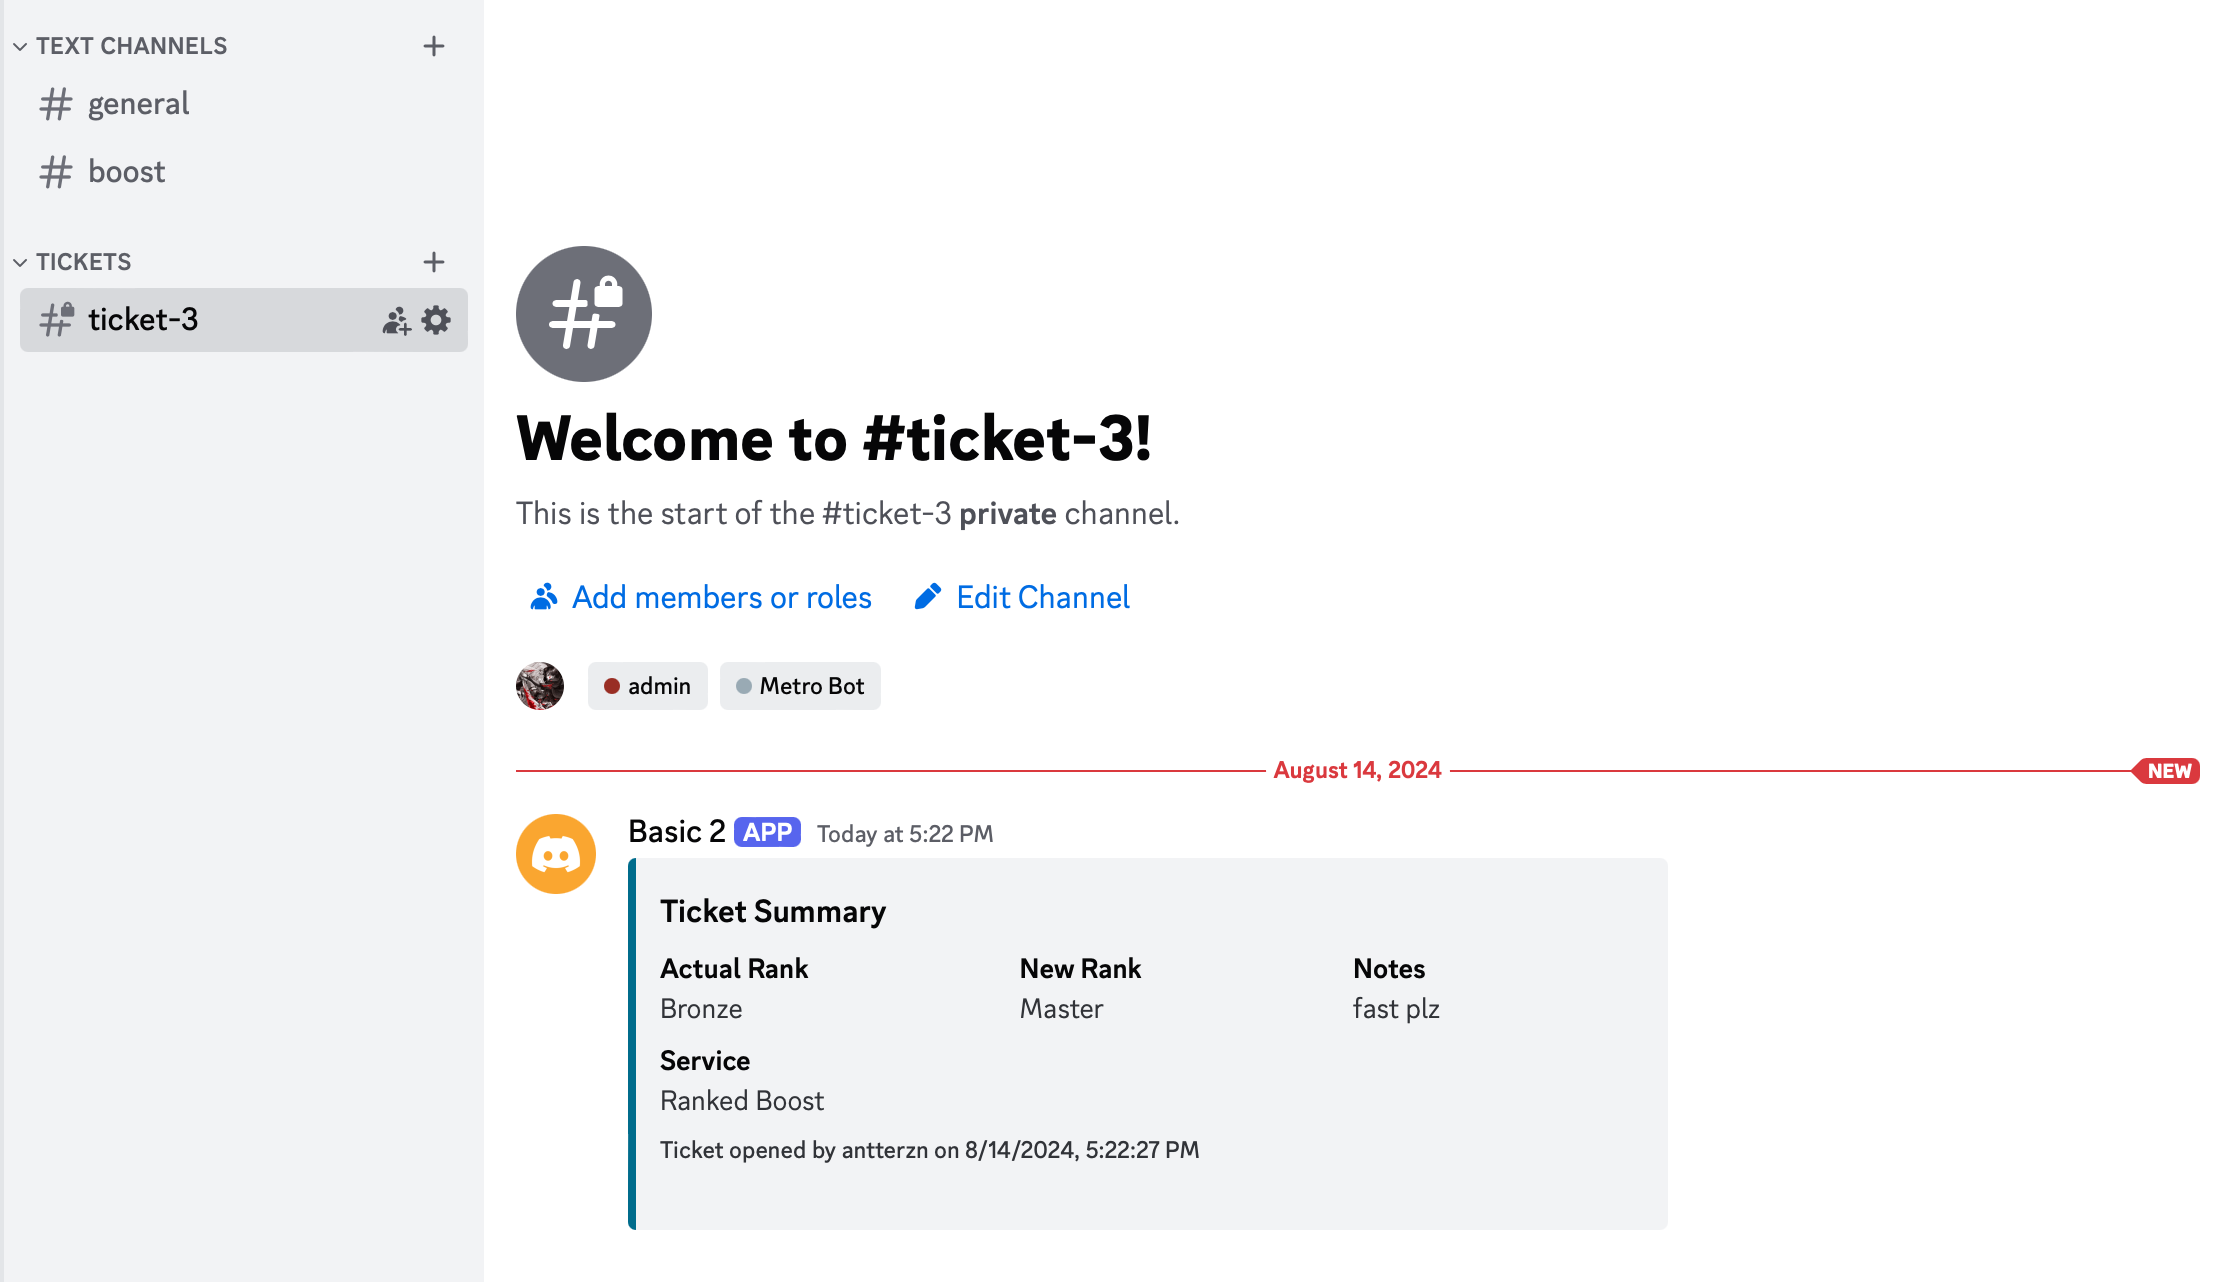 TEXT CHANNELS
general
boost
TICKETS
ticket-3
Welcome to #ticket-3!
This is the start of the #ticket-3 private channel.
Add members or roles Edit Channel
admin Metro Bot
August 14, 2024 NEW
Basic 2 APP Today at 5:22 PM
Ticket Summary
Actual Rank New Rank Notes
Bronze Master fast plz
Service
Ranked Boost
Ticket opened by antterzn on 8/14/2024, 5:22:27 PM